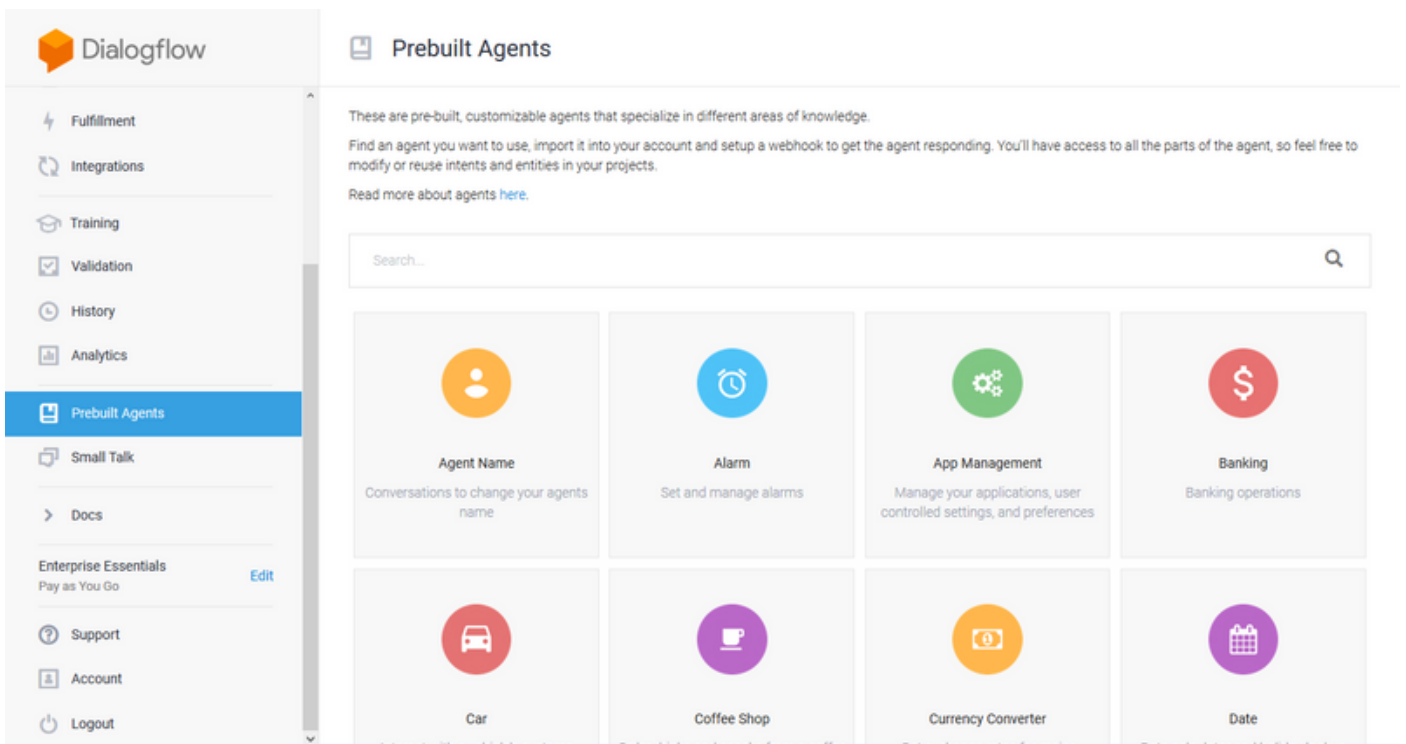 Dialogflow
Prebuilt Agents
Fulfillment
Integrations
Training
Validation
History
Analytics
Prebuilt Agents
Small Talk
Docs
Enterprise Essentials
Pay as You Go
Edit
Support
Account
Logout
These are pre-built, customizable agents that specialize in different areas of knowledge.
Find an agent you want to use, import it into your account and setup a webhook to get the agent responding. You'll have access to all the parts of the agent, so feel free to
modify or reuse intents and entities in your projects.
Read more about agents here.
Search...
Agent Name
Conversations to change your agents
name
Alarm
Set and manage alarms
App Management
Manage your applications, user
controlled settings, and preferences
Banking
Banking operations
Car
Coffee Shop
Currency Converter
Date